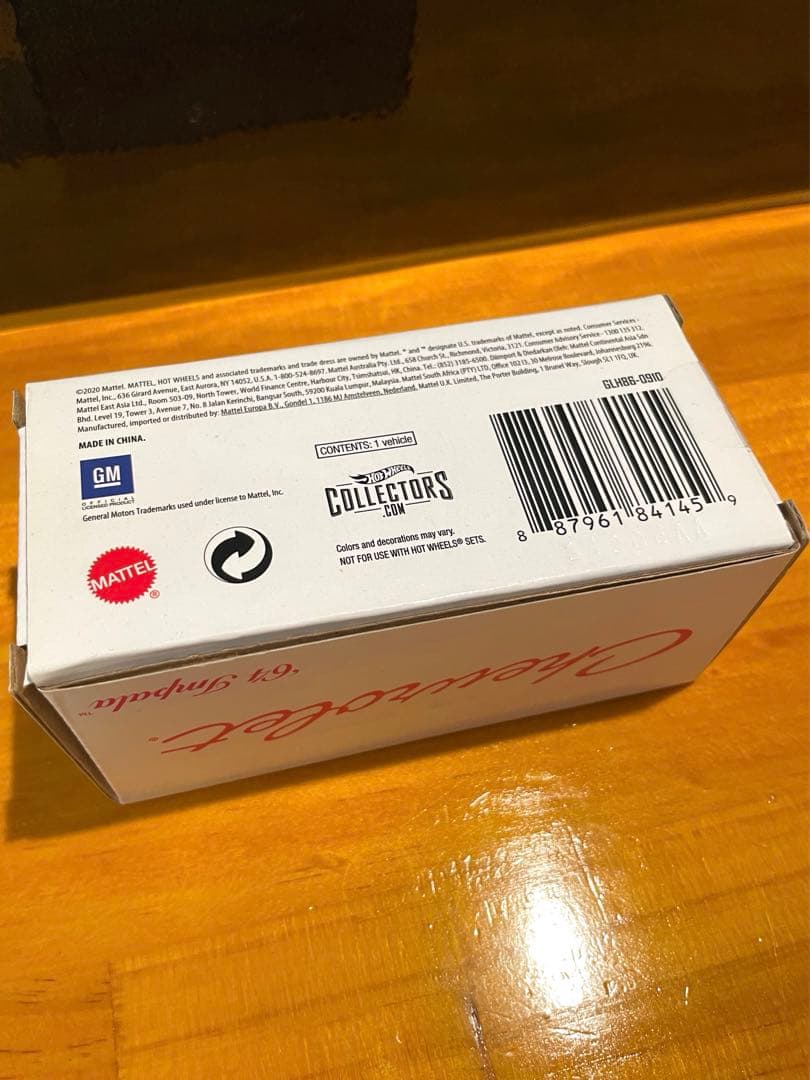 ©2020 Mattel. MATTEL, HOT WHEELS and associated trademarks and trade dress are owned by Mattel. ® and ™ designate U.S. trademarks of Mattel, except as noted. Consumer Services -
Mattel, Inc., 636 Girard Avenue, East Aurora, NY 14052, U.S.A. 1-800-524-8697. Mattel Australia Pty. Ltd., 658 Church St., Richmond, Victoria, 3121. Consumer Advisory Service - 1300 135 312.
Mattel East Asia Ltd., Room 503-09, North Tower, World Finance Centre, Harbour City, Tsimshatsui, HK, China. Tel.: (852) 3185-6500. Diimport & Diedarkan Oleh: Mattel Continental Asia Sdn
Bhd. Level 19, Tower 3, Avenue 7, No. 8 Jalan Kerinchi, Bangsar South, 59200 Kuala Lumpur, Malaysia. Mattel South Africa (PTY) LTD, Office 102 I3, 30 Melrose Boulevard, Johannesburg 2196.
Manufactured, imported or distributed by: Mattel Europa B.V., Gondel 1, 1186 MJ Amstelveen, Nederland. Mattel U.K. Limited, The Porter Building, 1 Brunel Way, Slough SL1 1FQ, UK.
MADE IN CHINA.
GLH86-0910
GM
OFFICIAL
LICENSED PRODUCT
General Motors Trademarks used under license to Mattel, Inc.
CONTENTS: 1 vehicle
HOT WHEELS
COLLECTORS
.COM
Colors and decorations may vary.
NOT FOR USE WITH HOT WHEELS® SETS.
8 87961 84145 9
MATTEL®
Chevrolet®
'64 Impala™